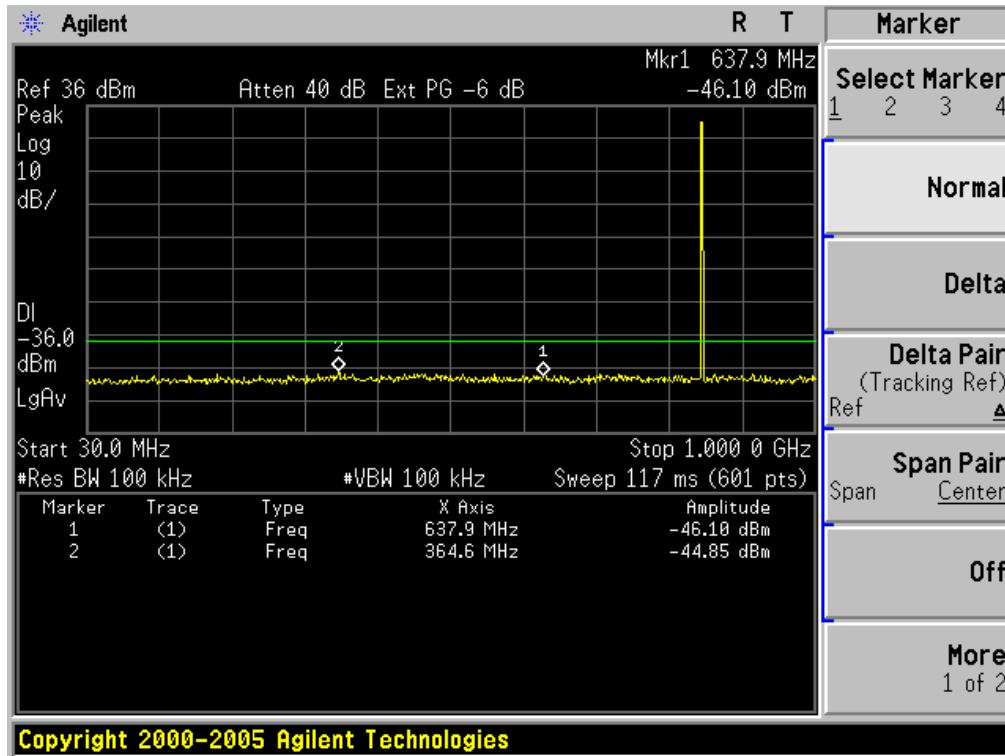 Agilent R T
Mkr1 637.9 MHz
Ref 36 dBm Atten 40 dB Ext PG -6 dB -46.10 dBm
Peak
Log
10
dB/
DI
-36.0
dBm
LgAv
2
1
Start 30.0 MHz Stop 1.000 0 GHz
#Res BW 100 kHz #VBW 100 kHz Sweep 117 ms (601 pts)
Marker Trace Type X Axis Amplitude
1 (1) Freq 637.9 MHz -46.10 dBm
2 (1) Freq 364.6 MHz -44.85 dBm
Marker
Select Marker
1 2 3 4
Normal
Delta
Delta Pair
(Tracking Ref)
Ref Δ
Span Pair
Span Center
Off
More
1 of 2
Copyright 2000-2005 Agilent Technologies